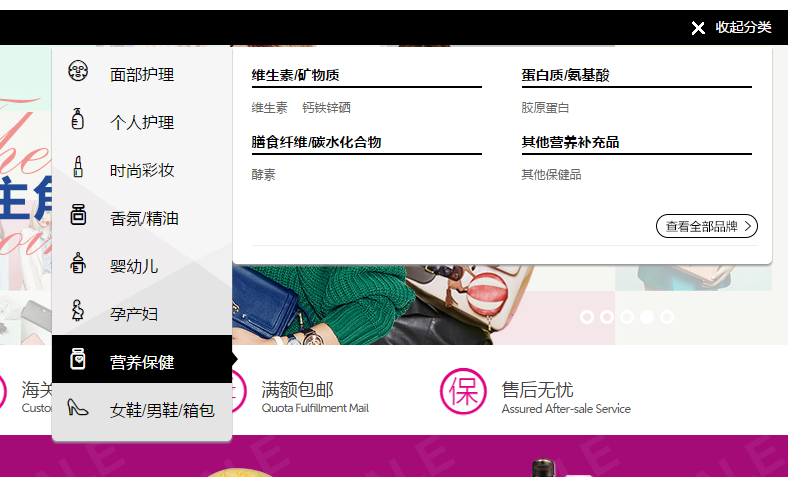 收起分类
面部护理
个人护理
时尚彩妆
香氛/精油
婴幼儿
孕产妇
营养保健
女鞋/男鞋/箱包
维生素/矿物质
维生素 钙铁锌硒
蛋白质/氨基酸
胶原蛋白
膳食纤维/碳水化合物
酵素
其他营养补充品
其他保健品
查看全部品牌
The
主角
海关
Custo
满额包邮
Quota Fulfillment Mail
保
售后无忧
Assured After-sale Service